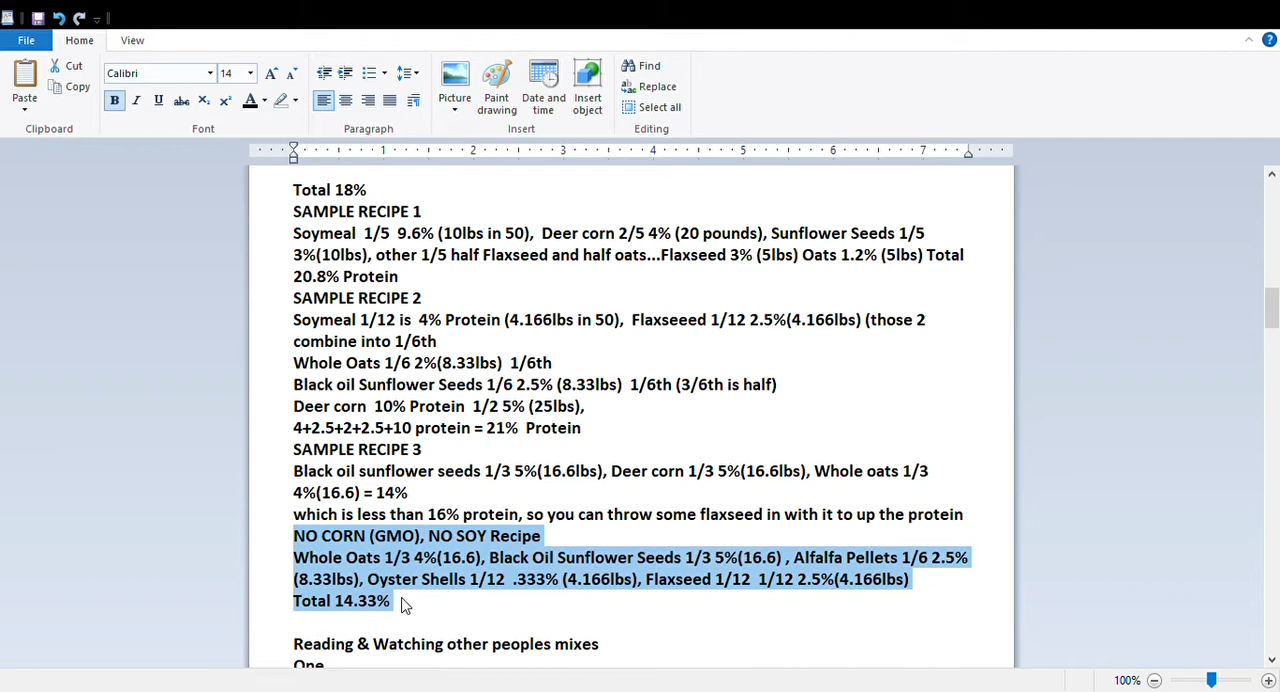 File Home View
Paste Cut Copy Clipboard
Calibri 14 A A B I U abc X₂ X² A Font
Paragraph
Picture Paint drawing Date and time Insert object Insert
Find Replace Select all Editing
1 2 3 4 5 6 7
Total 18%
SAMPLE RECIPE 1
Soymeal 1/5 9.6% (10lbs in 50), Deer corn 2/5 4% (20 pounds), Sunflower Seeds 1/5
3%(10lbs), other 1/5 half Flaxseed and half oats...Flaxseed 3% (5lbs) Oats 1.2% (5lbs) Total
20.8% Protein
SAMPLE RECIPE 2
Soymeal 1/12 is 4% Protein (4.166lbs in 50), Flaxseeed 1/12 2.5%(4.166lbs) (those 2
combine into 1/6th
Whole Oats 1/6 2%(8.33lbs) 1/6th
Black oil Sunflower Seeds 1/6 2.5% (8.33lbs) 1/6th (3/6th is half)
Deer corn 10% Protein 1/2 5% (25lbs),
4+2.5+2+2.5+10 protein = 21% Protein
SAMPLE RECIPE 3
Black oil sunflower seeds 1/3 5%(16.6lbs), Deer corn 1/3 5%(16.6lbs), Whole oats 1/3
4%(16.6) = 14%
which is less than 16% protein, so you can throw some flaxseed in with it to up the protein
NO CORN (GMO), NO SOY Recipe
Whole Oats 1/3 4%(16.6), Black Oil Sunflower Seeds 1/3 5%(16.6) , Alfalfa Pellets 1/6 2.5%
(8.33lbs), Oyster Shells 1/12 .333% (4.166lbs), Flaxseed 1/12 1/12 2.5%(4.166lbs)
Total 14.33%
Reading & Watching other peoples mixes
One
100%